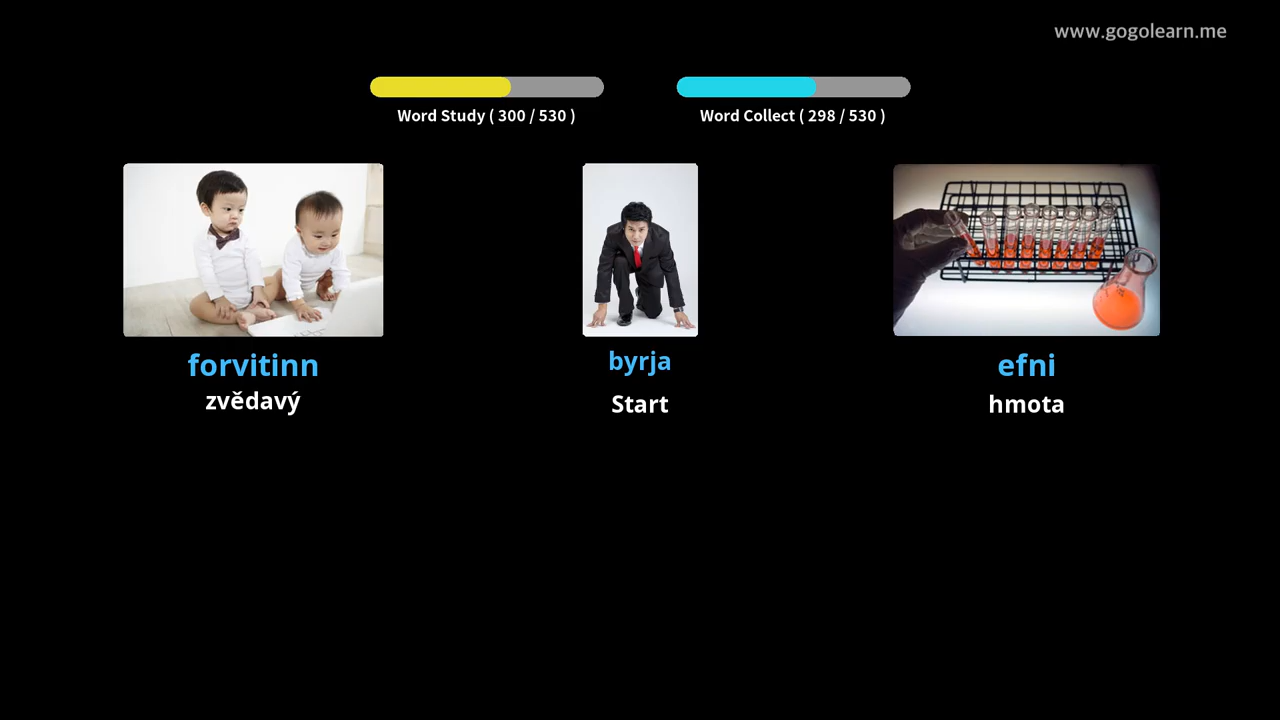 www.gogolearn.me
Word Study ( 300 / 530 )
Word Collect ( 298 / 530 )
forvitinn
zvědavý
byrja
Start
efni
hmota